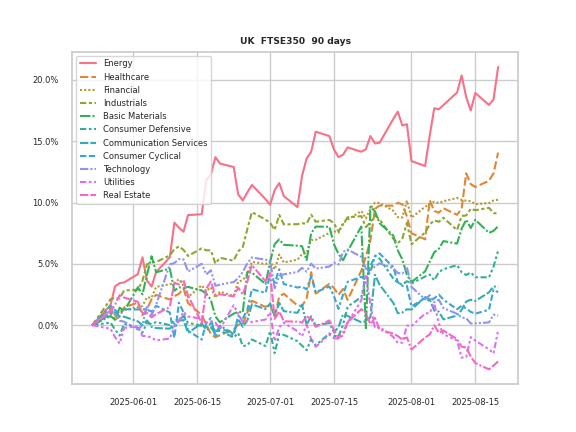 UK FTSE350 90 days
20.0%
15.0%
10.0%
5.0%
0.0%
Energy
Healthcare
Financial
Industrials
Basic Materials
Consumer Defensive
Communication Services
Consumer Cyclical
Technology
Utilities
Real Estate
2025-06-01
2025-06-15
2025-07-01
2025-07-15
2025-08-01
2025-08-15